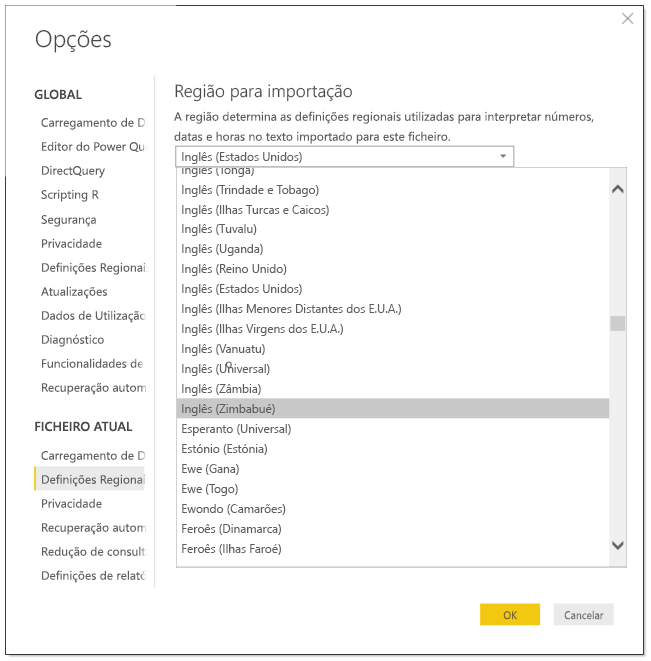 Opções
GLOBAL
Carregamento de D
Editor do Power Qu
DirectQuery
Scripting R
Segurança
Privacidade
Definições Regionai
Atualizações
Dados de Utilização
Diagnóstico
Funcionalidades de
Recuperação autom
FICHEIRO ATUAL
Carregamento de D
Definições Regionai
Privacidade
Recuperação autom
Redução de consult
Definições de relató
Região para importação
A região determina as definições regionais utilizadas para interpretar números,
datas e horas no texto importado para este ficheiro.
Inglês (Estados Unidos)
Inglês (Tonga)
Inglês (Trindade e Tobago)
Inglês (Ilhas Turcas e Caicos)
Inglês (Tuvalu)
Inglês (Uganda)
Inglês (Reino Unido)
Inglês (Estados Unidos)
Inglês (Ilhas Menores Distantes dos E.U.A.)
Inglês (Ilhas Virgens dos E.U.A.)
Inglês (Vanuatu)
Inglês (Universal)
Inglês (Zâmbia)
Inglês (Zimbabué)
Esperanto (Universal)
Estónio (Estónia)
Ewe (Gana)
Ewe (Togo)
Ewondo (Camarões)
Feroês (Dinamarca)
Feroês (Ilhas Faroé)
OK
Cancelar